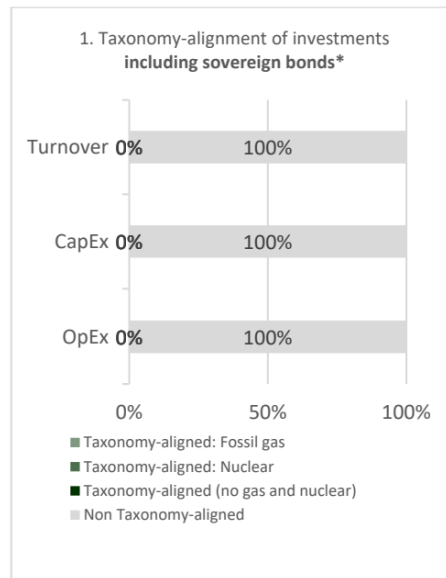 1. Taxonomy-alignment of investments
including sovereign bonds*
Turnover 0% 100%
CapEx 0% 100%
OpEx 0% 100%
0% 50% 100%
Taxonomy-aligned: Fossil gas
Taxonomy-aligned: Nuclear
Taxonomy-aligned (no gas and nuclear)
Non Taxonomy-aligned